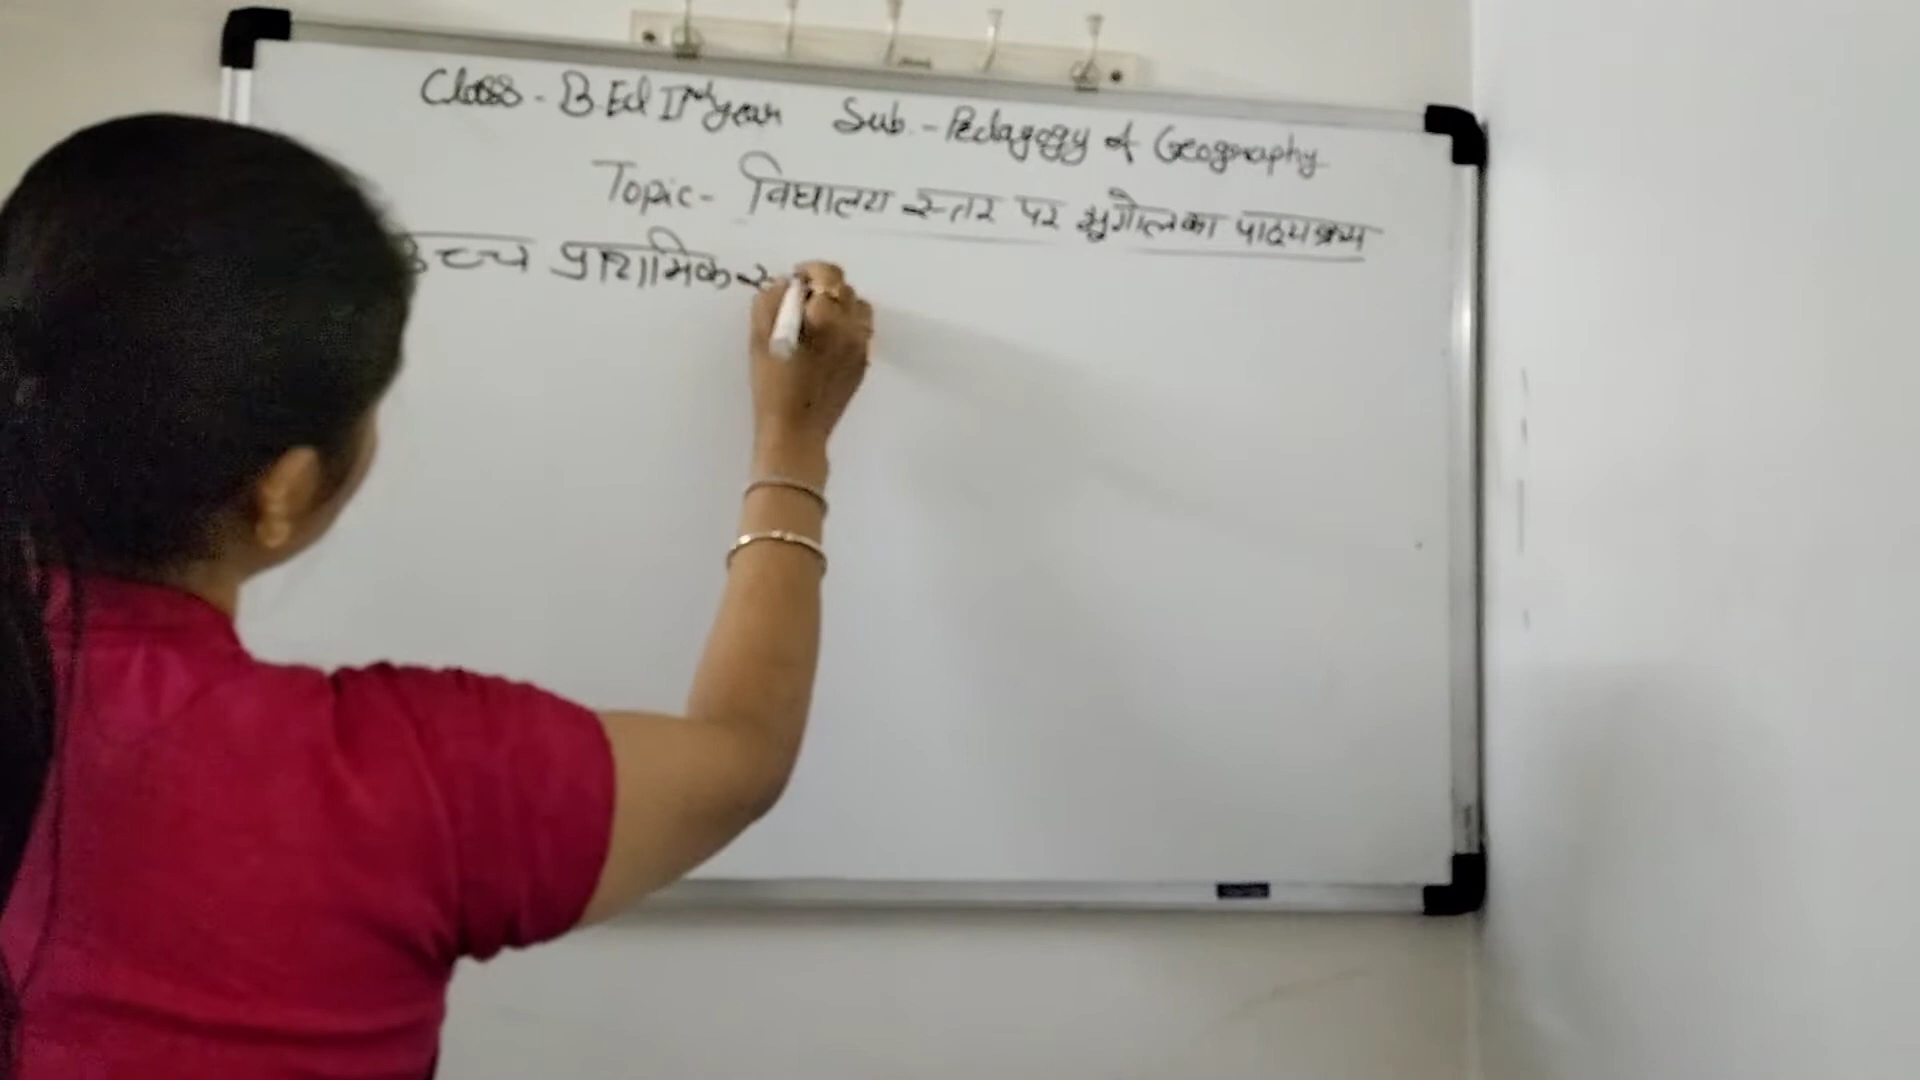 Class - B.Ed IInd year Sub. - Pedagogy of Geography
Topic - विद्यालय स्तर पर भुगोल का पाठ्यक्रम
उच्च प्राथमिक